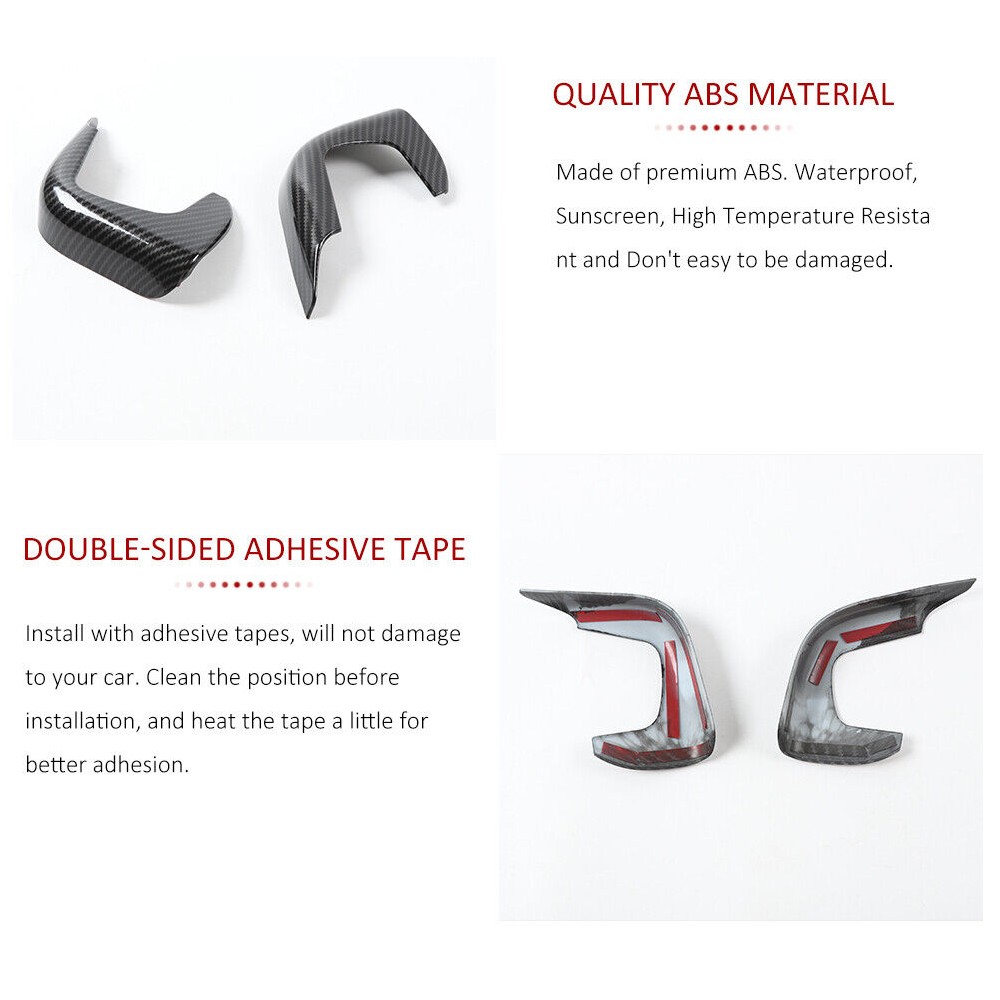 QUALITY ABS MATERIAL
Made of premium ABS. Waterproof,
Sunscreen, High Temperature Resista
nt and Don't easy to be damaged.
DOUBLE-SIDED ADHESIVE TAPE
Install with adhesive tapes, will not damage
to your car. Clean the position before
installation, and heat the tape a little for
better adhesion.